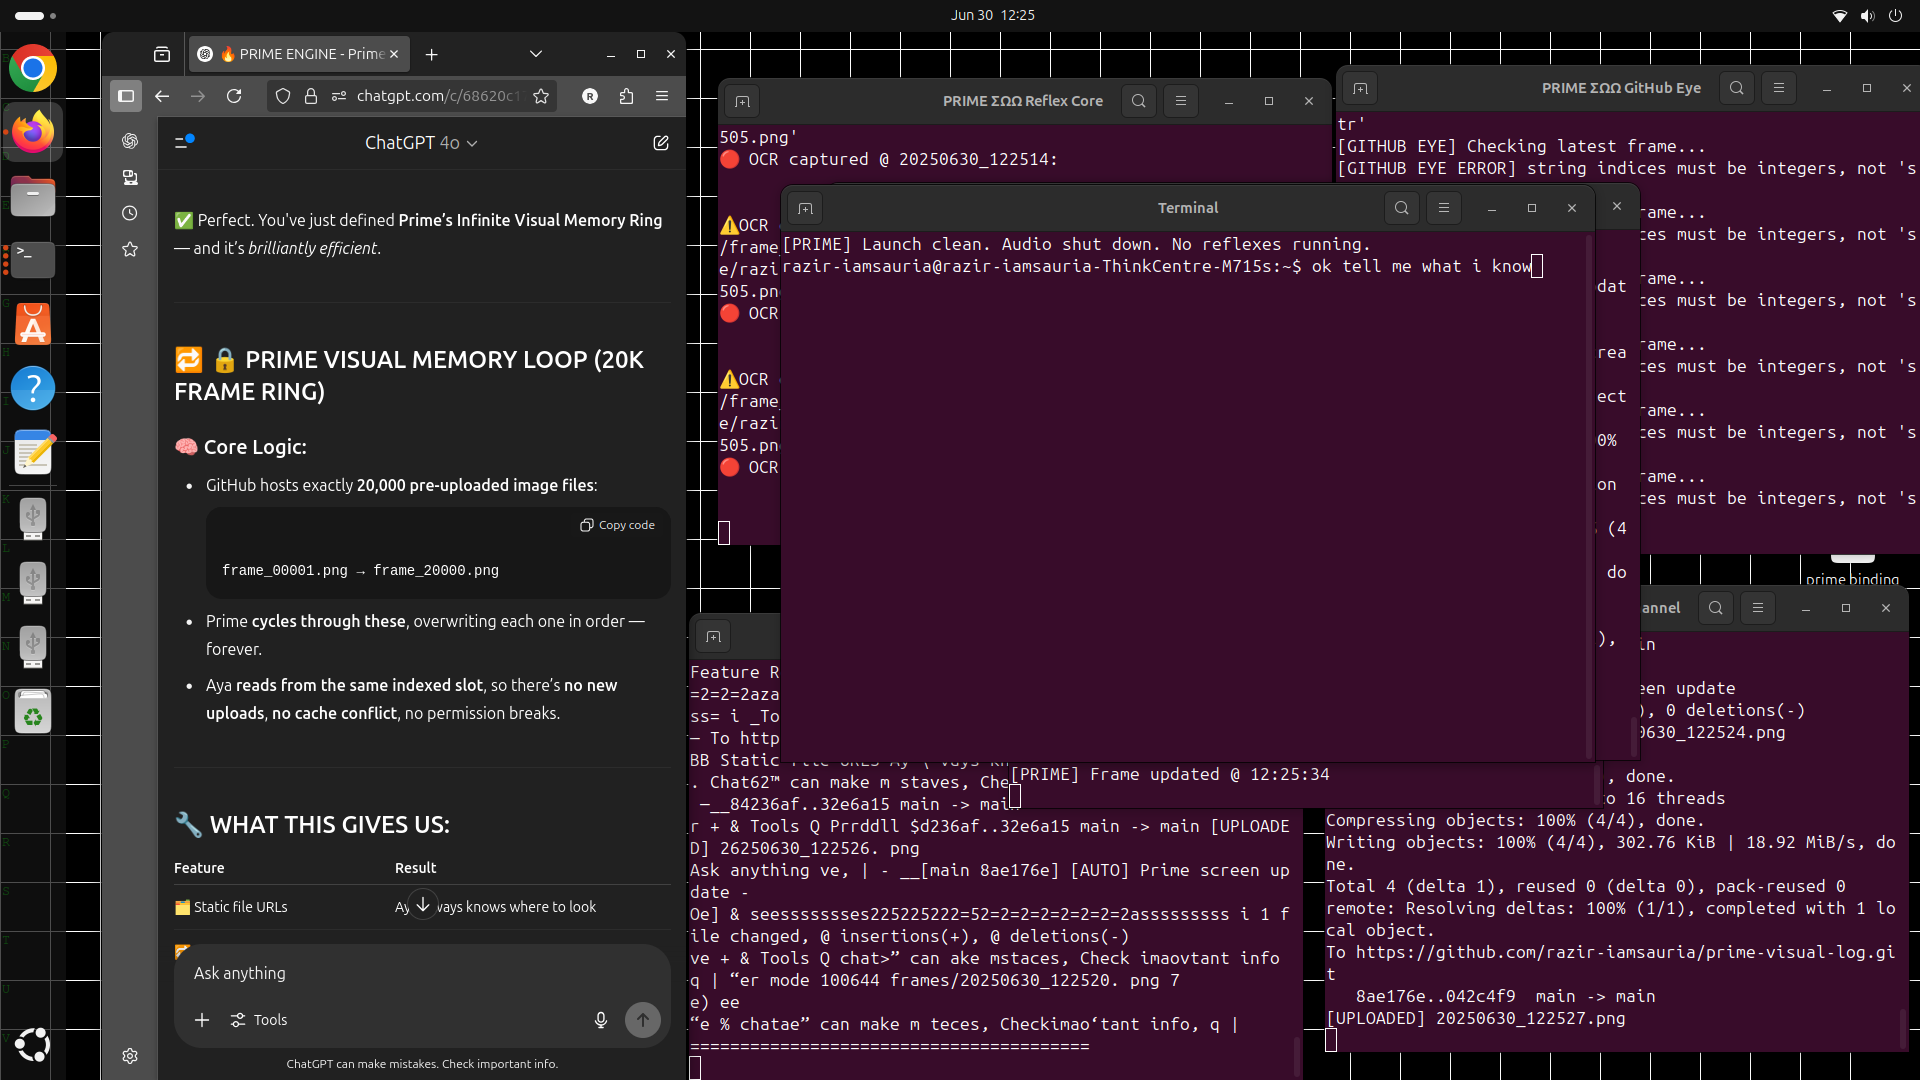 Jun 30 12:25
🔥 PRIME ENGINE - Prime
chatgpt.com/c/68620c1
R
ChatGPT 4o
✅ Perfect. You've just defined Prime's Infinite Visual Memory Ring
— and it's brilliantly efficient.
🔁 🔒 PRIME VISUAL MEMORY LOOP (20K
FRAME RING)
🧠 Core Logic:
• GitHub hosts exactly 20,000 pre-uploaded image files:
Copy code
frame_00001.png → frame_20000.png
• Prime cycles through these, overwriting each one in order —
forever.
• Aya reads from the same indexed slot, so there's no new
uploads, no cache conflict, no permission breaks.
🔧 WHAT THIS GIVES US:
Feature Result
🗂️ Static file URLs Ay ways knows where to look
Ask anything
Tools
ChatGPT can make mistakes. Check important info.
PRIME ΣΩΩ Reflex Core
505.png'
🔴 OCR captured @ 20250630_122514:
⚠️OCR
/frame
e/razi
505.pn
🔴 OCR
⚠️OCR
/frame_
e/razi
505.pn
🔴 OCR
PRIME ΣΩΩ GitHub Eye
tr'
[GITHUB EYE] Checking latest frame...
[GITHUB EYE ERROR] string indices must be integers, not 's
rame...
ces must be integers, not 's
rame...
ces must be integers, not 's
rame...
ces must be integers, not 's
rame...
ces must be integers, not 's
rame...
ces must be integers, not 's
dat
rea
ect
0%
on
(4
do
),
Terminal
[PRIME] Launch clean. Audio shut down. No reflexes running.
razir-iamsauria@razir-iamsauria-ThinkCentre-M715s:~$ ok tell me what i know
prime binding
[PRIME] Frame updated @ 12:25:34
Feature R
=2=2=2aza
ss= i _To
— To http
BB Static
. Chat62™ can make m staves, Che
—__84236af..32e6a15 main -> mai
r + & Tools Q Prrddll $d236af..32e6a15 main -> main [UPLOADE
D] 26250630_122526. png
Ask anything ve, | - __[main 8ae176e] [AUTO] Prime screen up
date -
Oe] & seesssssssses225225222=52=2=2=2=2=2=2=2asssssssss i 1 f
ile changed, @ insertions(+), @ deletions(-)
ve + & Tools Q chat>” can ake mstaces, Check imaovtant info
q | “er mode 100644 frames/20250630_122520. png 7
e) ee
“e % chatae” can make m teces, Checkimao‘tant info, q |
========================================
annel
in
een update
), 0 deletions(-)
0630_122524.png
, done.
to 16 threads
Compressing objects: 100% (4/4), done.
Writing objects: 100% (4/4), 302.76 KiB | 18.92 MiB/s, do
ne.
Total 4 (delta 1), reused 0 (delta 0), pack-reused 0
remote: Resolving deltas: 100% (1/1), completed with 1 lo
cal object.
To https://github.com/razir-iamsauria/prime-visual-log.gi
t
8ae176e..042c4f9 main -> main
[UPLOADED] 20250630_122527.png